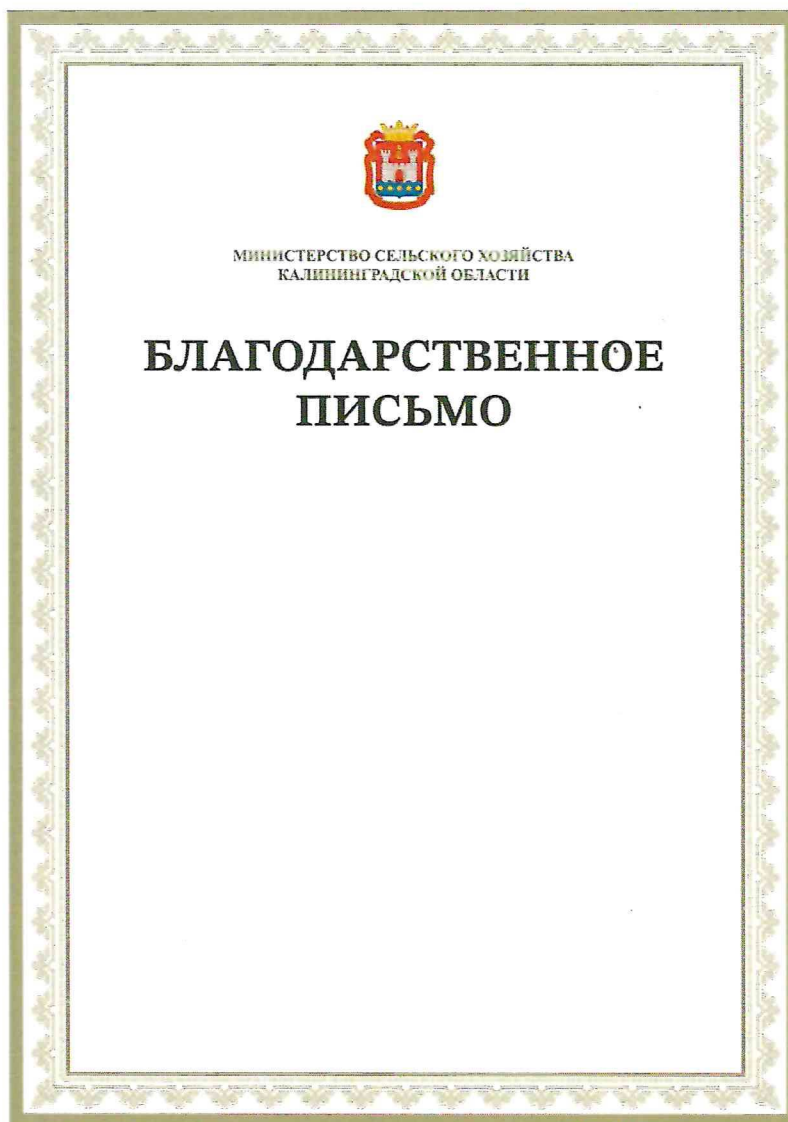 МИНИСТЕРСТВО СЕЛЬСКОГО ХОЗЯЙСТВА
КАЛИНИНГРАДСКОЙ ОБЛАСТИ
БЛАГОДАРСТВЕННОЕ
ПИСЬМО